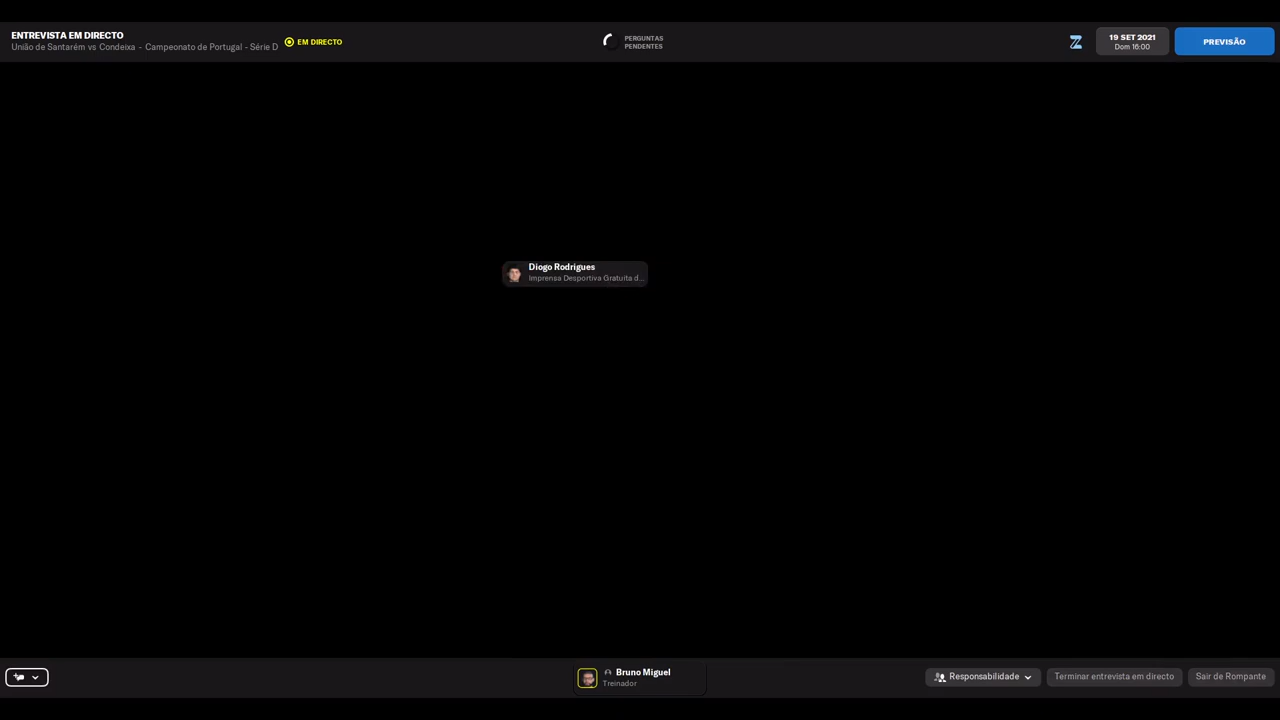 ENTREVISTA EM DIRECTO
União de Santarém vs Condeixa - Campeonato de Portugal - Série D
EM DIRECTO
PERGUNTAS
PENDENTES
19 SET 2021
Dom 16:00
PREVISÃO
Diogo Rodrigues
Imprensa Desportiva Gratuita d...
Bruno Miguel
Treinador
Responsabilidade
Terminar entrevista em directo
Sair de Rompante